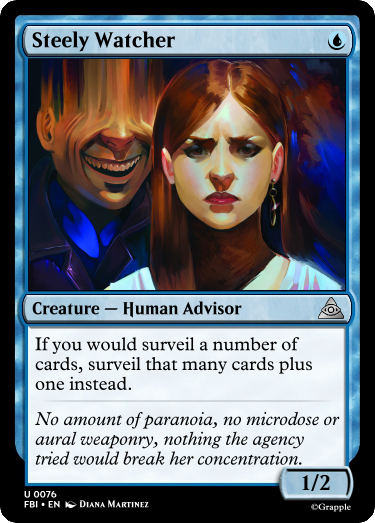 Steely Watcher
Creature — Human Advisor
If you would surveil a number of
cards, surveil that many cards plus
one instead.
No amount of paranoia, no microdose or
aural weaponry, nothing the agency
tried would break her concentration.
1/2
U 0076
FBI • EN Diana Martinez
©Grapple